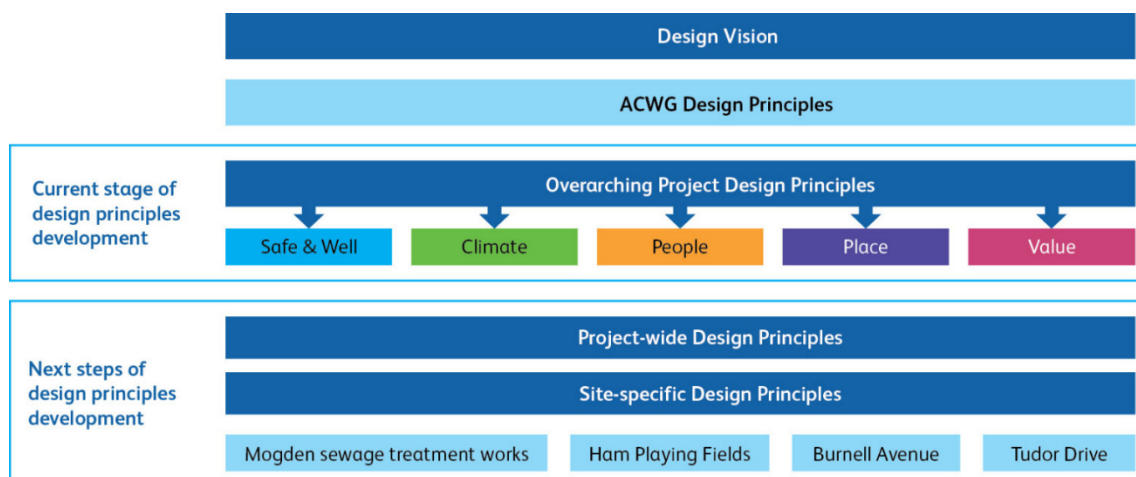 Design Vision
ACWG Design Principles
Current stage of
design principles
development
Overarching Project Design Principles
Safe & Well
Climate
People
Place
Value
Next steps of
design principles
development
Project-wide Design Principles
Site-specific Design Principles
Mogden sewage treatment works
Ham Playing Fields
Burnell Avenue
Tudor Drive